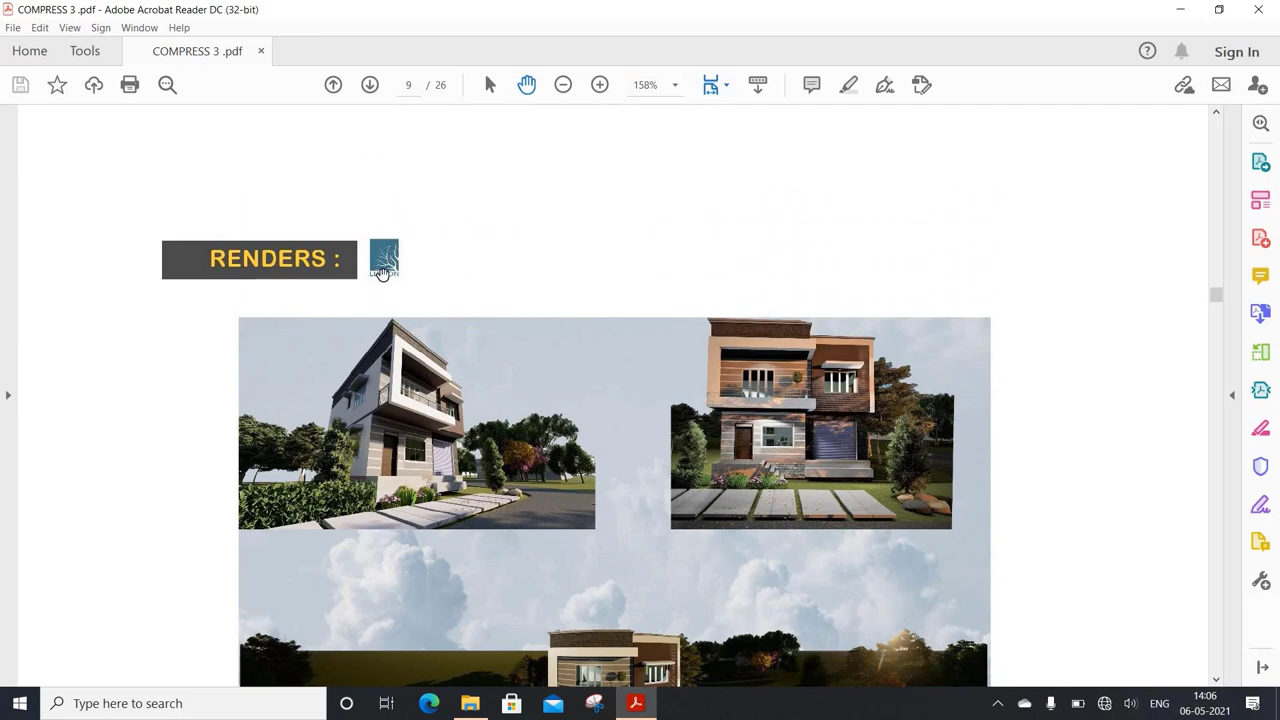 COMPRESS 3 .pdf - Adobe Acrobat Reader DC (32-bit)
File Edit View Sign Window Help
Home Tools COMPRESS 3 .pdf × Sign In
9 / 26 158%
RENDERS :
Type here to search
ENG
14:06
06-05-2021